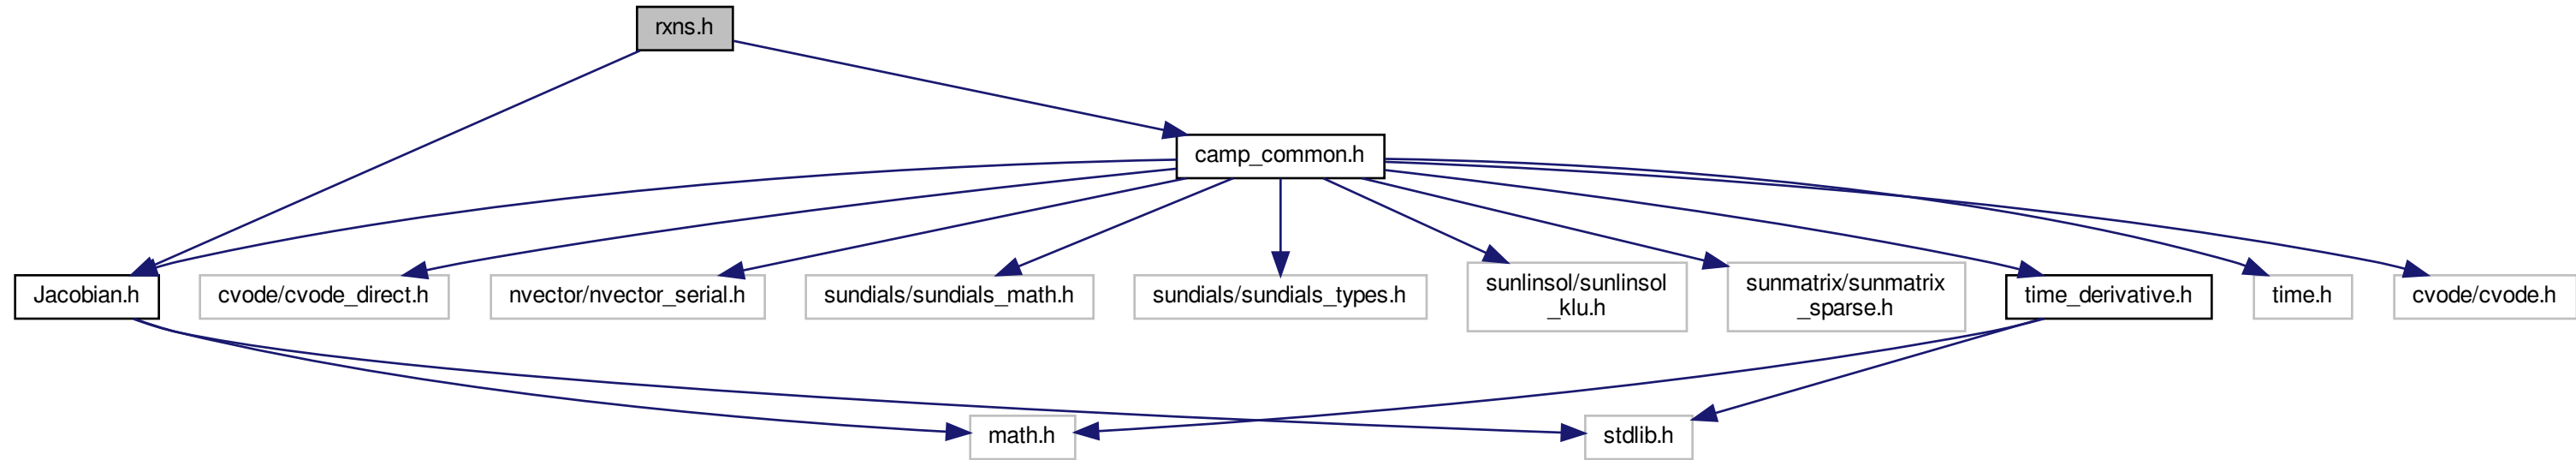 rxns.h
camp_common.h
Jacobian.h
cvode/cvode_direct.h
nvector/nvector_serial.h
sundials/sundials_math.h
sundials/sundials_types.h
sunlinsol/sunlinsol
_klu.h
sunmatrix/sunmatrix
_sparse.h
time_derivative.h
time.h
cvode/cvode.h
math.h
stdlib.h